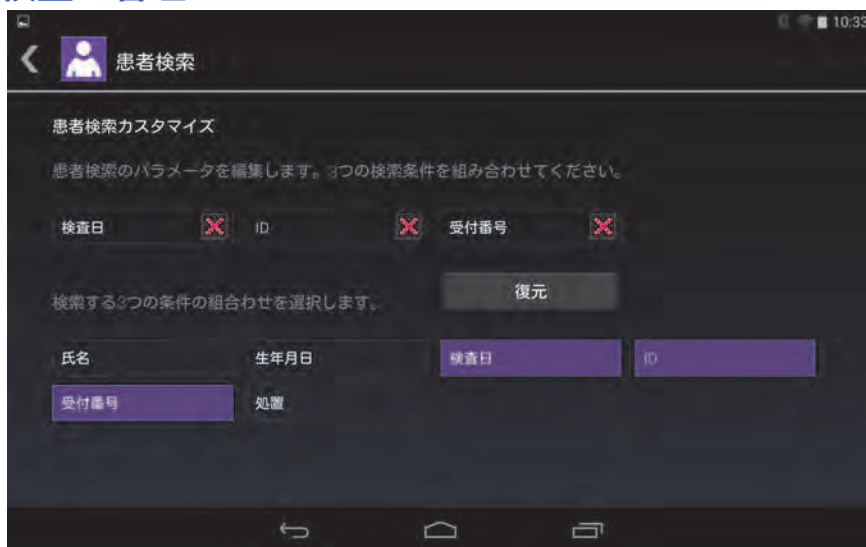 10:33
患者検索
患者検索カスタマイズ
患者検索のパラメータを編集します。3つの検索条件を組み合わせてください。
検査日 ID 受付番号
検索する3つの条件の組合わせを選択します。 復元
氏名 生年月日 検査日 ID
受付番号 処置